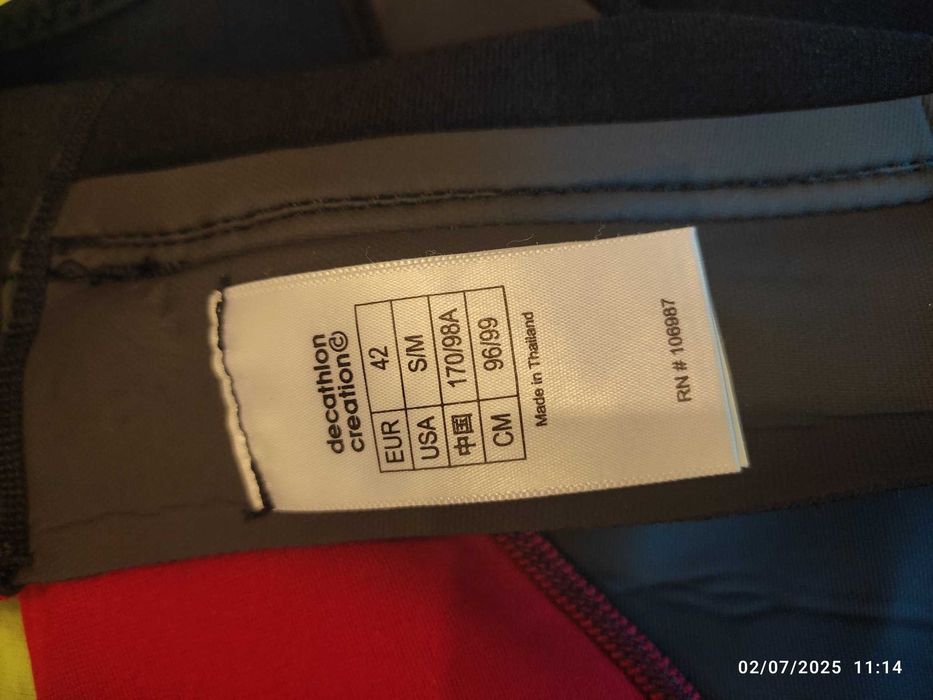 decathlon
creation©
EUR 42
USA S/M
中国 170/98A
CM 96/99
Made in Thailand
RN # 106987
02/07/2025 11:14